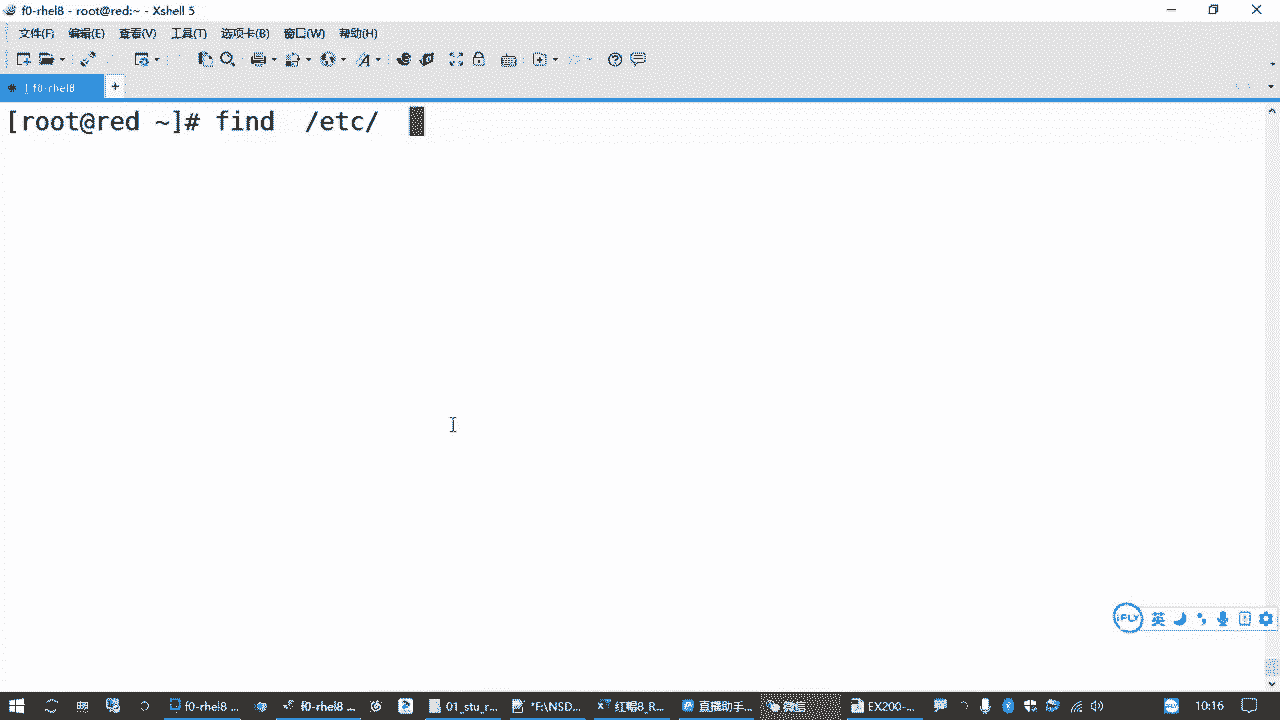 f0-rhel8 - root@red:~ - Xshell 5
文件(F) 编辑(E) 查看(V) 工具(T) 选项卡(B) 窗口(W) 帮助(H)
f0-rhel8
+
[root@red ~]# find  /etc/
iFLY 英
f0-rhel8 ... f0-rhel8 ... 01_stu_r... *F:\NSD... 红帽8_R... 直播助手... 微信 EX200-... 10:16